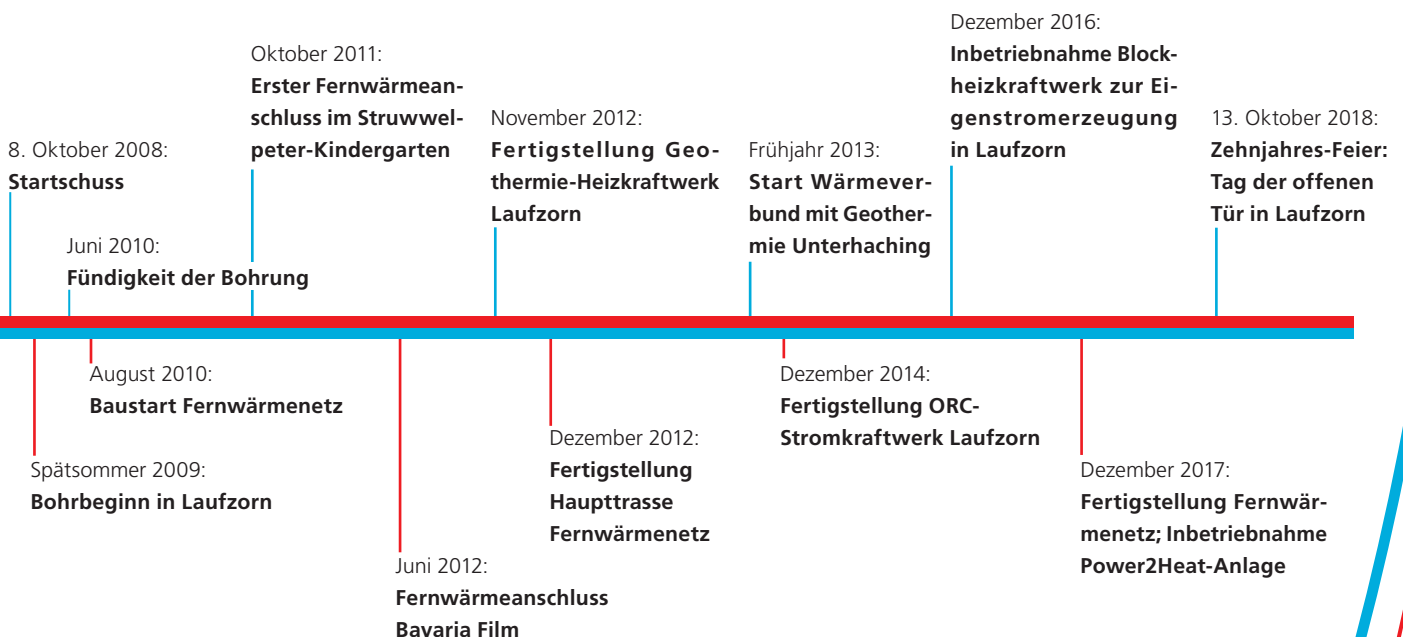 8. Oktober 2008:
Startschuss
Spätsommer 2009:
Bohrbeginn in Laufzorn
Juni 2010:
Fündigkeit der Bohrung
August 2010:
Baustart Fernwärmenetz
Oktober 2011:
Erster Fernwärmean-
schluss im Struwwel-
peter-Kindergarten
Juni 2012:
Fernwärmeanschluss
Bavaria Film
November 2012:
Fertigstellung Geo-
thermie-Heizkraftwerk
Laufzorn
Dezember 2012:
Fertigstellung
Haupttrasse
Fernwärmenetz
Frühjahr 2013:
Start Wärmever-
bund mit Geother-
mie Unterhaching
Dezember 2014:
Fertigstellung ORC-
Stromkraftwerk Laufzorn
Dezember 2016:
Inbetriebnahme Block-
heizkraftwerk zur Ei-
genstromerzeugung
in Laufzorn
Dezember 2017:
Fertigstellung Fernwär-
menetz; Inbetriebnahme
Power2Heat-Anlage
13. Oktober 2018:
Zehnjahres-Feier:
Tag der offenen
Tür in Laufzorn